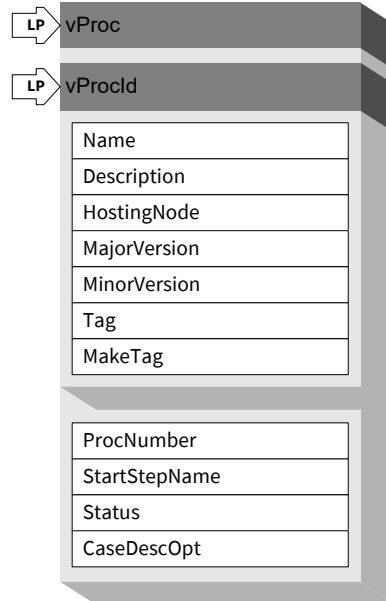 LP vProc
LP vProcId
Name
Description
HostingNode
MajorVersion
MinorVersion
Tag
MakeTag
ProcNumber
StartStepName
Status
CaseDescOpt